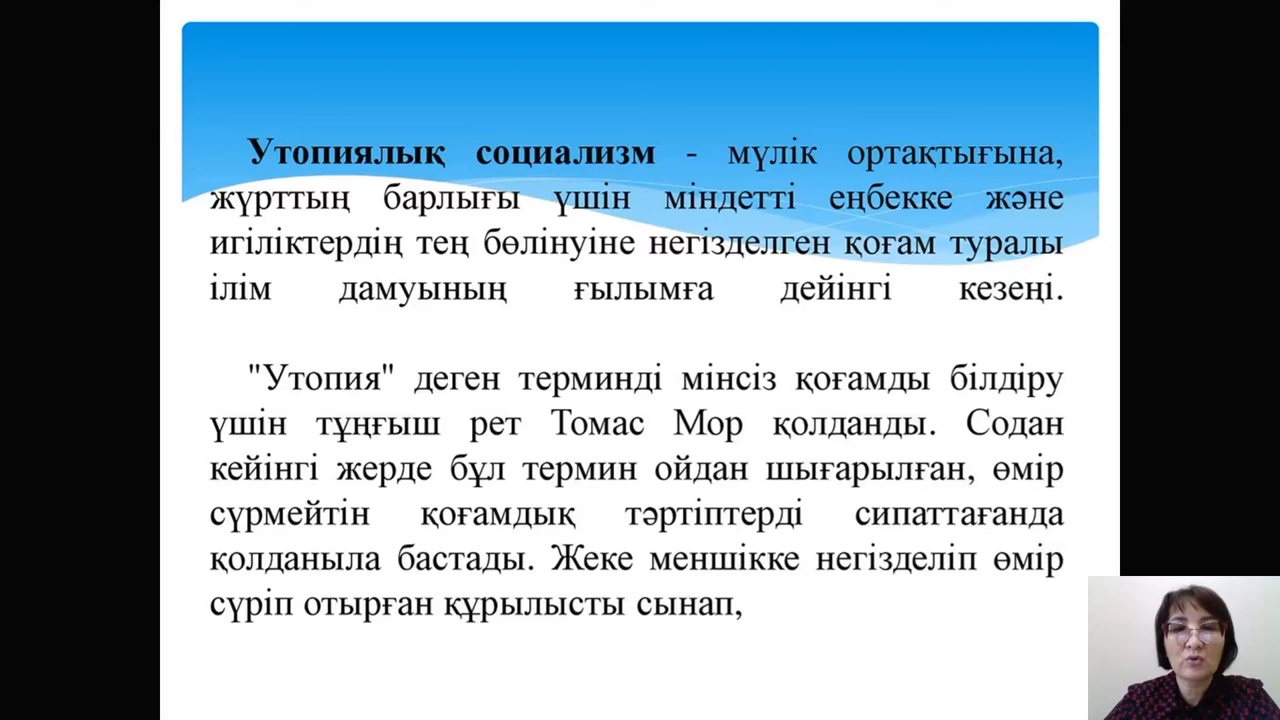 Утопиялық социализм - мүлік ортақтығына,
жұрттың барлығы үшін міндетті еңбекке және
игіліктердің тең бөлінуіне негізделген қоғам туралы
ілім дамуының ғылымға дейінгі кезеңі.
"Утопия" деген терминді мінсіз қоғамды білдіру
үшін тұңғыш рет Томас Мор қолданды. Содан
кейінгі жерде бұл термин ойдан шығарылған, өмір
сүрмейтін қоғамдық тәртіптерді сипаттағанда
қолданыла бастады. Жеке меншікке негізделіп өмір
сүріп отырған құрылысты сынап,